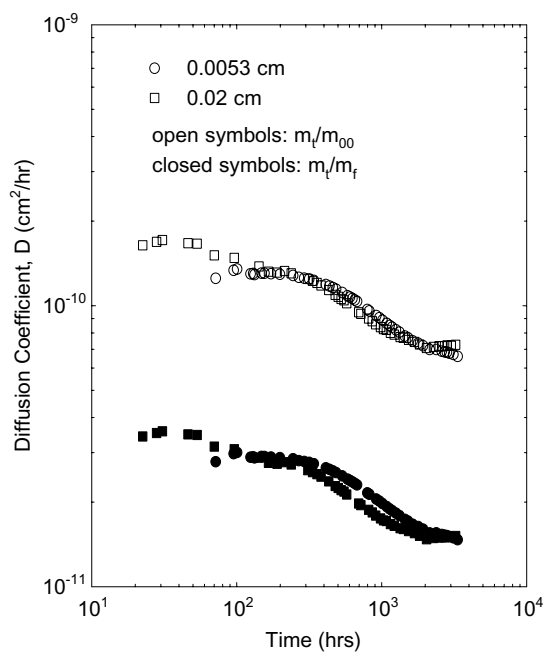 10⁻⁹
○ 0.0053 cm
□ 0.02 cm
open symbols: mₜ/m₀₀
closed symbols: mₜ/m_f
Diffusion Coefficient, D (cm²/hr)
10⁻¹⁰
10⁻¹¹
10¹ 10² 10³ 10⁴
Time (hrs)